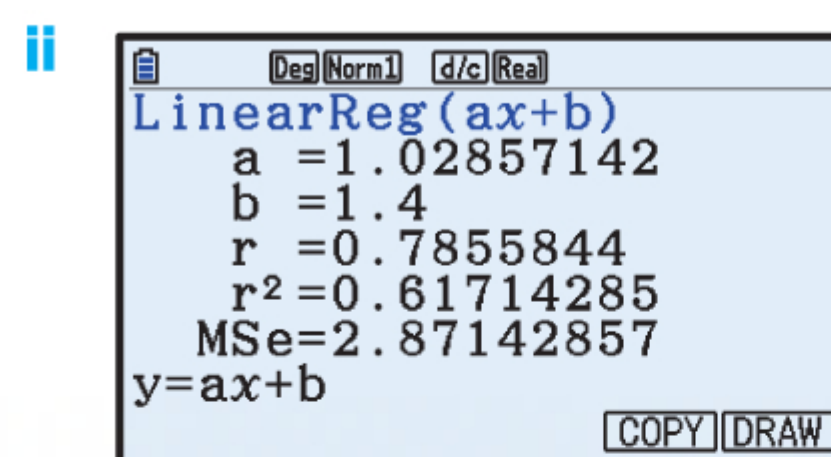 ii
Deg Norm1 d/c Real
LinearReg(ax+b)
a =1.02857142
b =1.4
r =0.7855844
r²=0.61714285
MSe=2.87142857
y=ax+b
COPY DRAW